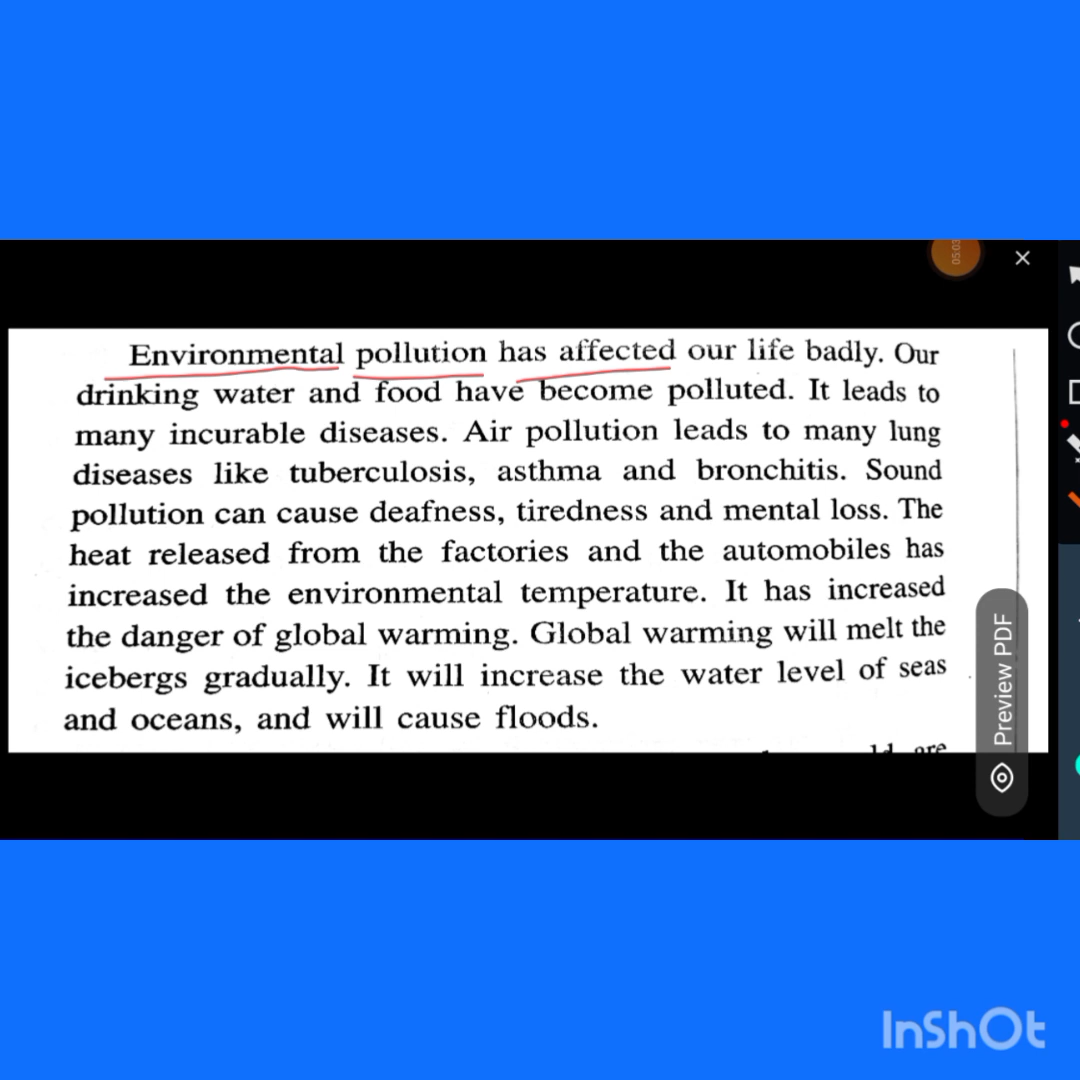 05:03
Environmental pollution has affected our life badly. Our
drinking water and food have become polluted. It leads to
many incurable diseases. Air pollution leads to many lung
diseases like tuberculosis, asthma and bronchitis. Sound
pollution can cause deafness, tiredness and mental loss. The
heat released from the factories and the automobiles has
increased the environmental temperature. It has increased
the danger of global warming. Global warming will melt the
icebergs gradually. It will increase the water level of seas
and oceans, and will cause floods.
are
Preview PDF
InShOt